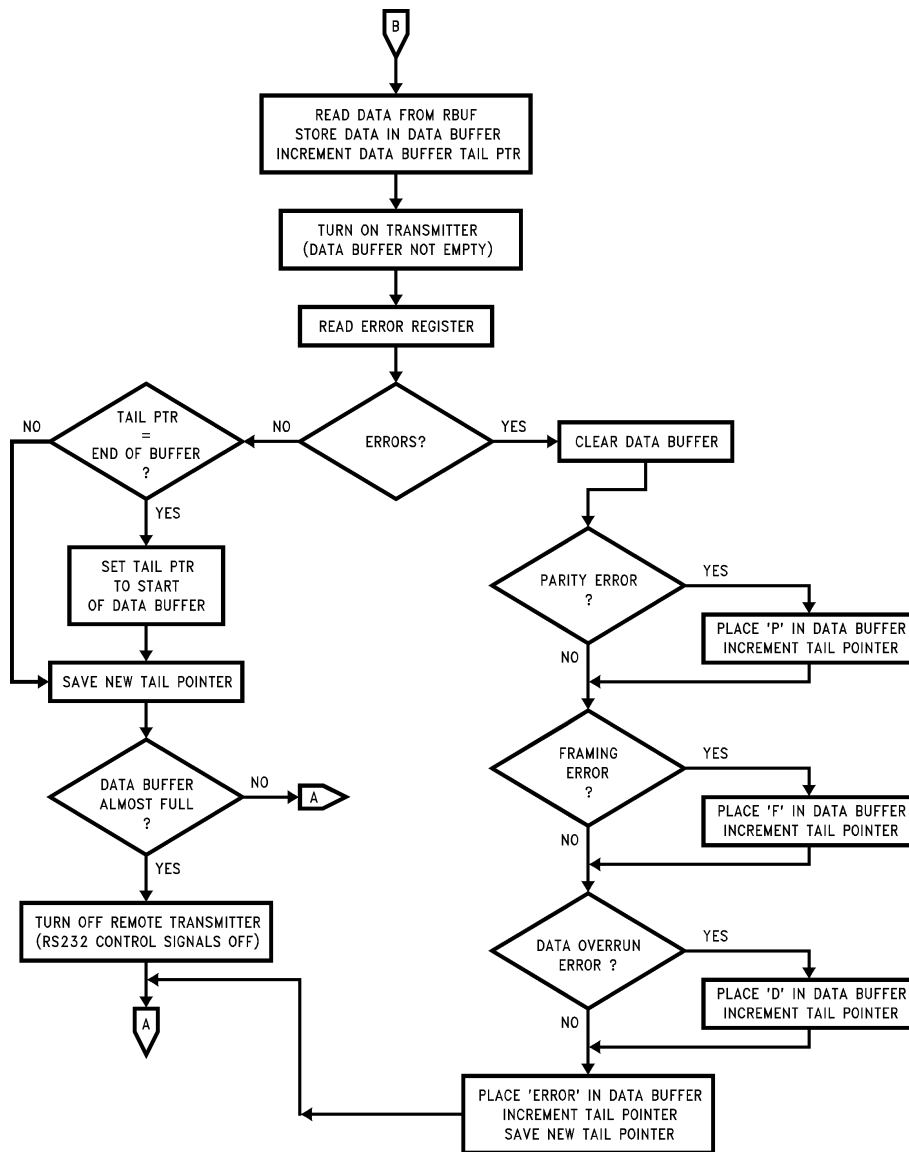 B
READ DATA FROM RBUF
STORE DATA IN DATA BUFFER
INCREMENT DATA BUFFER TAIL PTR
TURN ON TRANSMITTER
(DATA BUFFER NOT EMPTY)
READ ERROR REGISTER
ERRORS?
NO
YES
TAIL PTR
=
END OF BUFFER
?
NO
YES
SET TAIL PTR
TO START
OF DATA BUFFER
SAVE NEW TAIL POINTER
DATA BUFFER
ALMOST FULL
?
NO
A
YES
TURN OFF REMOTE TRANSMITTER
(RS232 CONTROL SIGNALS OFF)
A
CLEAR DATA BUFFER
PARITY ERROR
?
YES
PLACE 'P' IN DATA BUFFER
INCREMENT TAIL POINTER
NO
FRAMING
ERROR
?
YES
PLACE 'F' IN DATA BUFFER
INCREMENT TAIL POINTER
NO
DATA OVERRUN
ERROR ?
YES
PLACE 'D' IN DATA BUFFER
INCREMENT TAIL POINTER
NO
PLACE 'ERROR' IN DATA BUFFER
INCREMENT TAIL POINTER
SAVE NEW TAIL POINTER